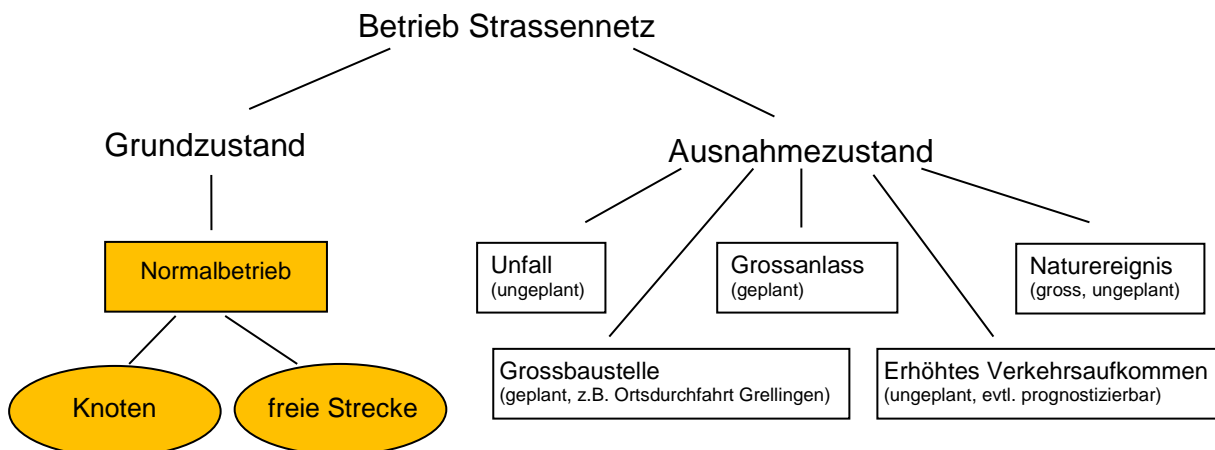 Betrieb Strassennetz
Grundzustand
Ausnahmezustand
Normalbetrieb
Unfall
(ungeplant)
Grossanlass
(geplant)
Naturereignis
(gross, ungeplant)
Knoten
freie Strecke
Grossbaustelle
(geplant, z.B. Ortsdurchfahrt Grellingen)
Erhöhtes Verkehrsaufkommen
(ungeplant, evtl. prognostizierbar)